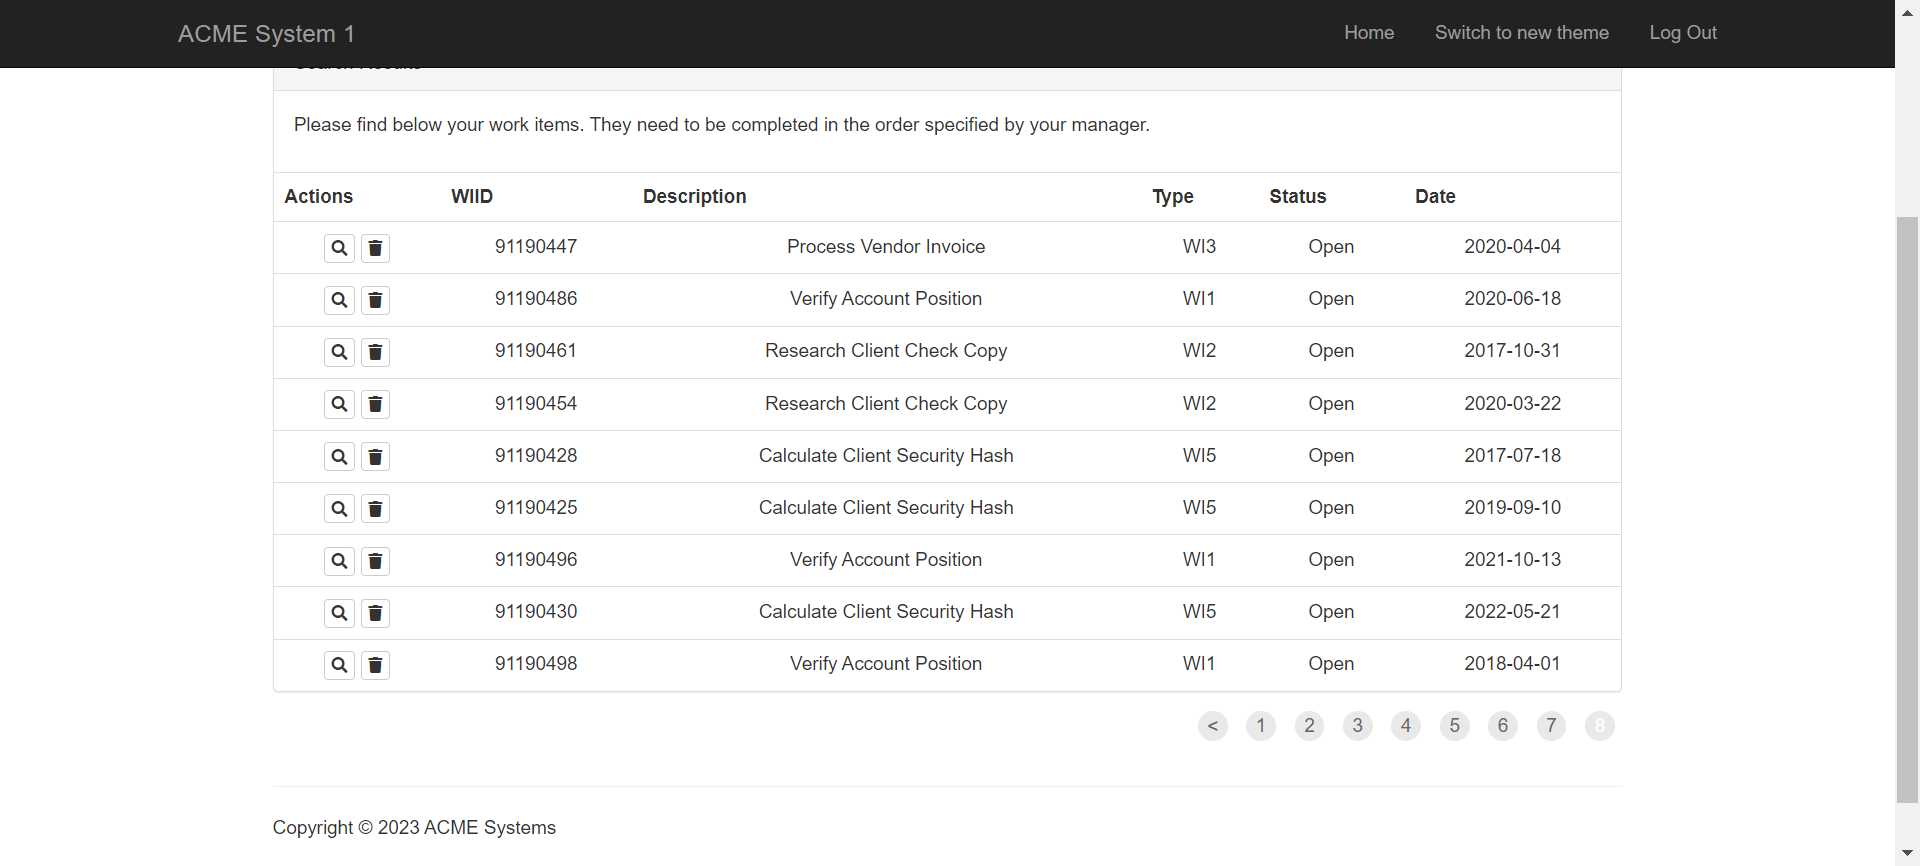 ACME System 1 Home Switch to new theme Log Out
Please find below your work items. They need to be completed in the order specified by your manager.
Actions WIID Description Type Status Date
91190447 Process Vendor Invoice WI3 Open 2020-04-04
91190486 Verify Account Position WI1 Open 2020-06-18
91190461 Research Client Check Copy WI2 Open 2017-10-31
91190454 Research Client Check Copy WI2 Open 2020-03-22
91190428 Calculate Client Security Hash WI5 Open 2017-07-18
91190425 Calculate Client Security Hash WI5 Open 2019-09-10
91190496 Verify Account Position WI1 Open 2021-10-13
91190430 Calculate Client Security Hash WI5 Open 2022-05-21
91190498 Verify Account Position WI1 Open 2018-04-01
< 1 2 3 4 5 6 7 8
Copyright © 2023 ACME Systems